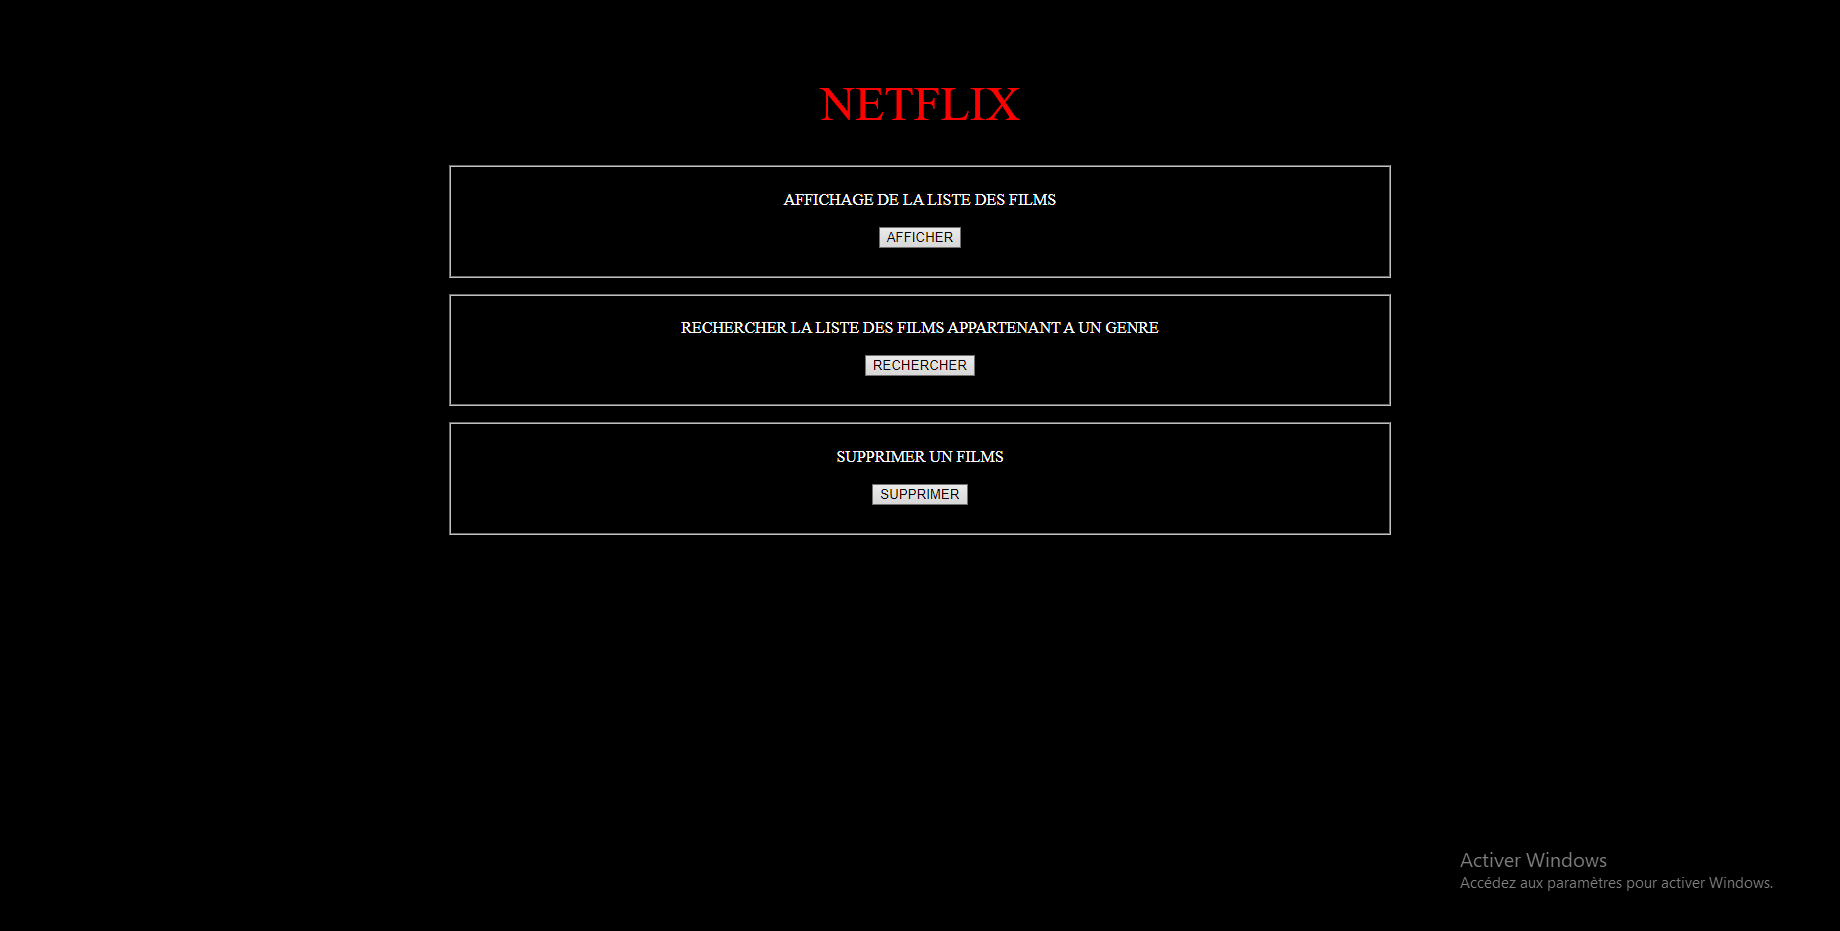 NETFLIX
AFFICHAGE DE LA LISTE DES FILMS
AFFICHER
RECHERCHER LA LISTE DES FILMS APPARTENANT A UN GENRE
RECHERCHER
SUPPRIMER UN FILMS
SUPPRIMER
Activer Windows
Accédez aux paramètres pour activer Windows.